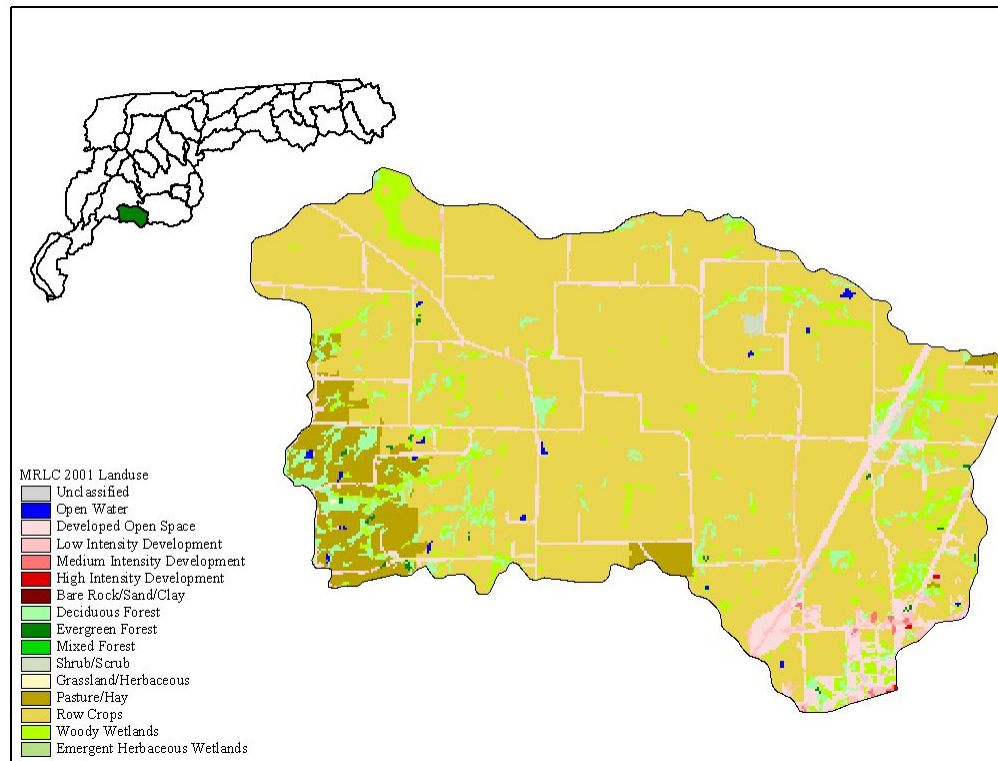 MRLC 2001 Landuse
Unclassified
Open Water
Developed Open Space
Low Intensity Development
Medium Intensity Development
High Intensity Development
Bare Rock/Sand/Clay
Deciduous Forest
Evergreen Forest
Mixed Forest
Shrub/Scrub
Grassland/Herbaceous
Pasture/Hay
Row Crops
Woody Wetlands
Emergent Herbaceous Wetlands